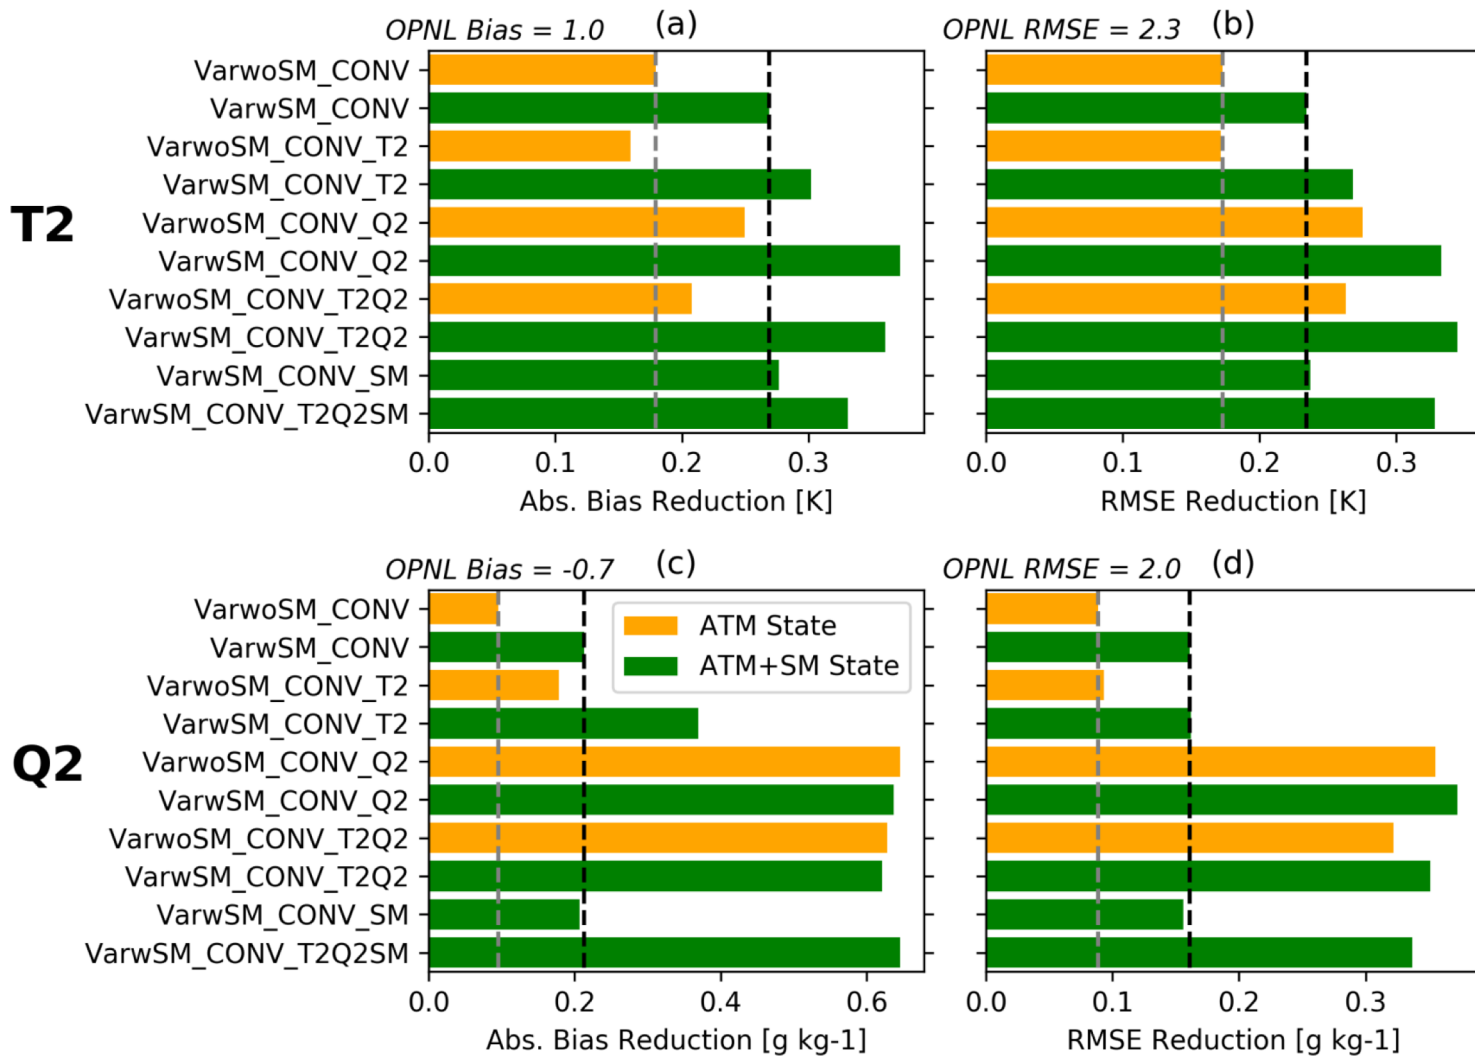 OPNL Bias = 1.0 (a)
OPNL RMSE = 2.3 (b)
T2
VarwoSM_CONV
VarwSM_CONV
VarwoSM_CONV_T2
VarwSM_CONV_T2
VarwoSM_CONV_Q2
VarwSM_CONV_Q2
VarwoSM_CONV_T2Q2
VarwSM_CONV_T2Q2
VarwSM_CONV_SM
VarwSM_CONV_T2Q2SM
0.0 0.1 0.2 0.3
Abs. Bias Reduction [K]
0.0 0.1 0.2 0.3
RMSE Reduction [K]
OPNL Bias = -0.7 (c)
OPNL RMSE = 2.0 (d)
Q2
VarwoSM_CONV
VarwSM_CONV
VarwoSM_CONV_T2
VarwSM_CONV_T2
VarwoSM_CONV_Q2
VarwSM_CONV_Q2
VarwoSM_CONV_T2Q2
VarwSM_CONV_T2Q2
VarwSM_CONV_SM
VarwSM_CONV_T2Q2SM
ATM State
ATM+SM State
0.0 0.2 0.4 0.6
Abs. Bias Reduction [g kg-1]
0.0 0.1 0.2 0.3
RMSE Reduction [g kg-1]